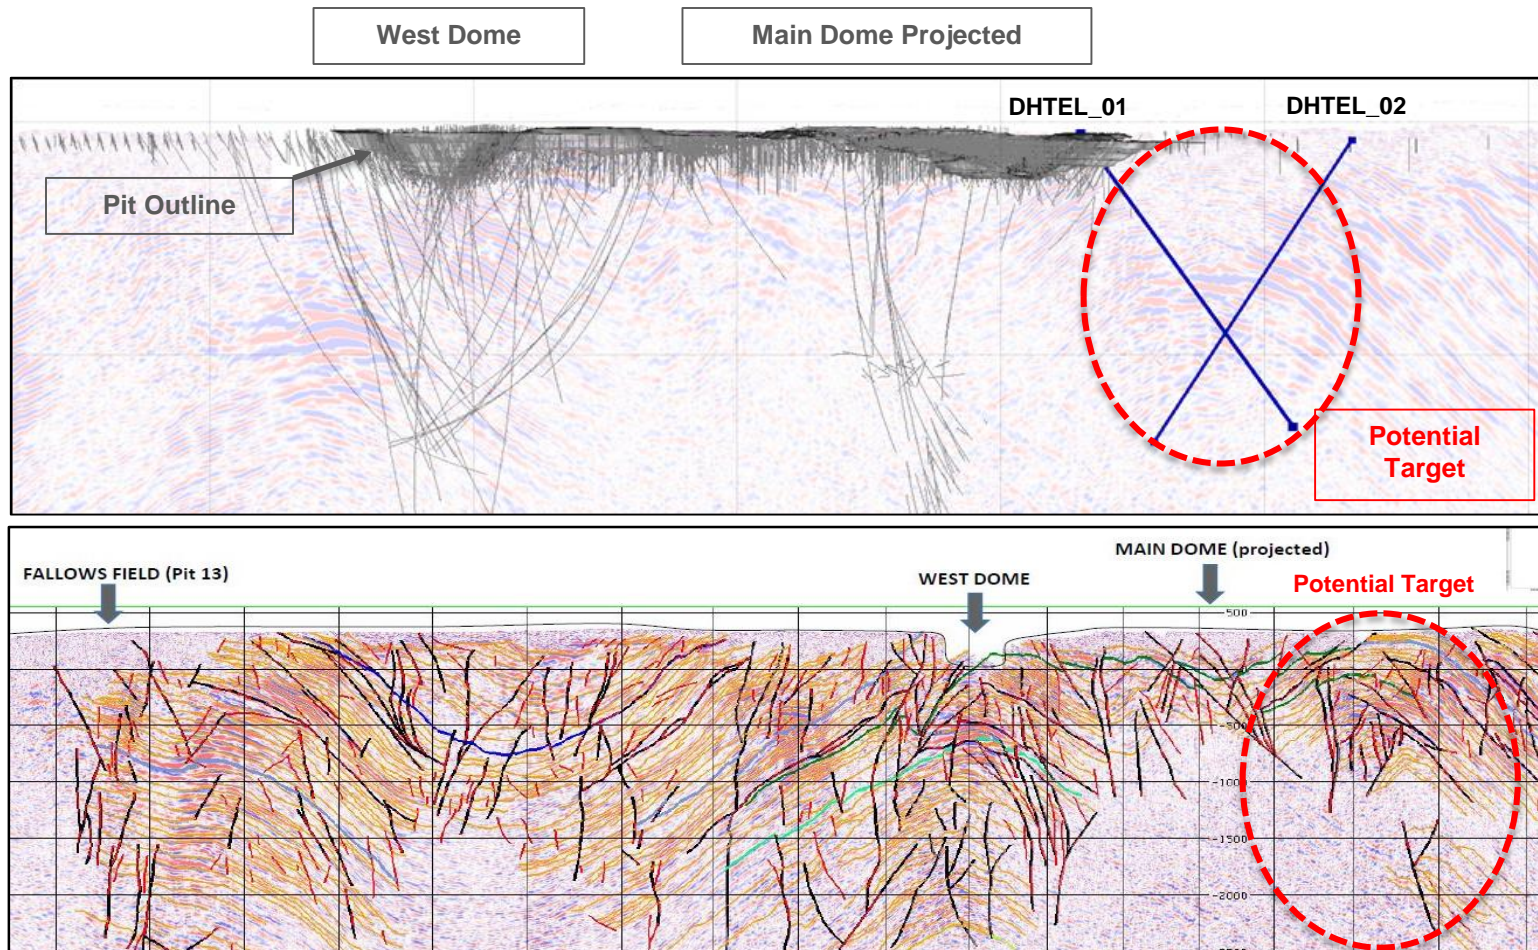 West Dome
Main Dome Projected
DHTEL_01
DHTEL_02
Pit Outline
Potential
Target
FALLOWS FIELD (Pit 13)
WEST DOME
MAIN DOME (projected)
Potential Target
500
-500
-1000
-1500
-2000